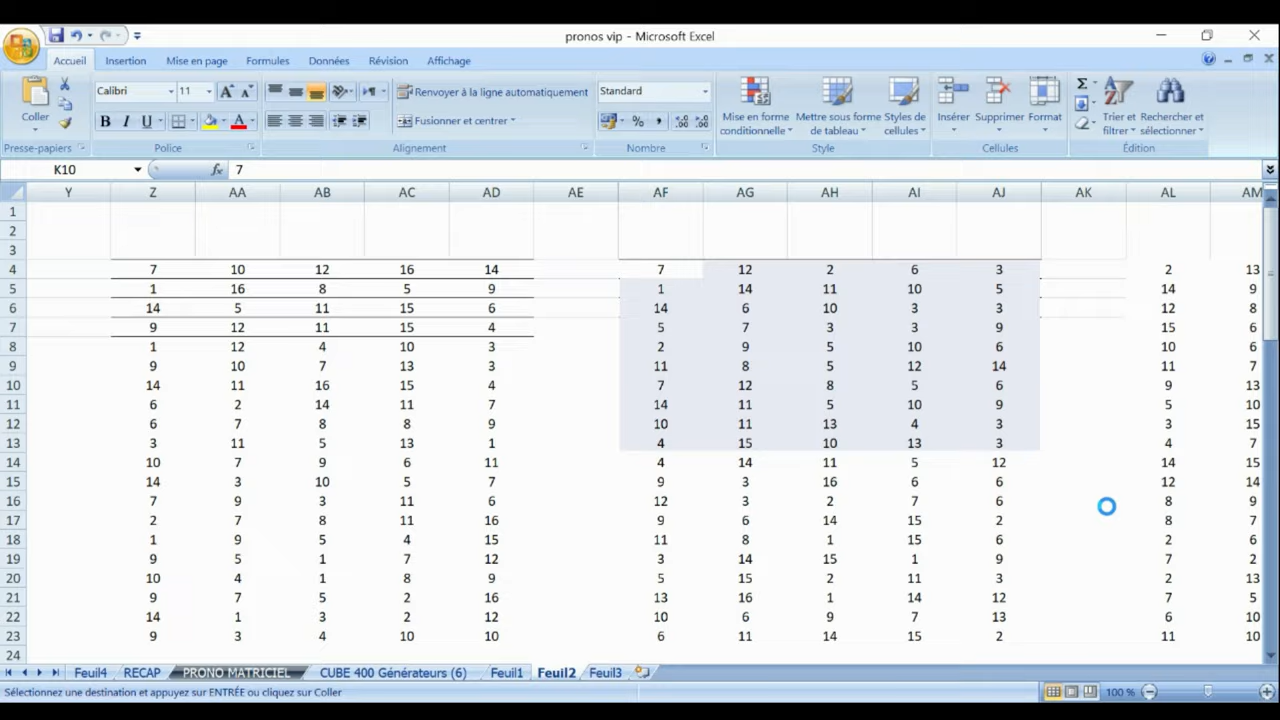 pronos vip - Microsoft Excel
Accueil Insertion Mise en page Formules Données Révision Affichage
Coller
Calibri 11 A A
G I U A
Renvoyer à la ligne automatiquement
Fusionner et centrer
Standard
% ,
Mise en forme conditionnelle
Mettre sous forme de tableau
Styles de cellules
Insérer Supprimer Format
Σ
Trier et filtrer
Rechercher et sélectionner
Presse-papiers Police Alignement Nombre Style Cellules Édition
K10 fx 7
Y Z AA AB AC AD AE AF AG AH AI AJ AK AL AM
1
2
3
4 7 10 12 16 14 7 12 2 6 3 2 13
5 1 16 8 5 9 1 14 11 10 5 14 9
6 14 5 11 15 6 14 6 10 3 3 12 8
7 9 12 11 15 4 5 7 3 3 9 15 6
8 1 12 4 10 3 2 9 5 10 6 10 6
9 9 10 7 13 3 11 8 5 12 14 11 7
10 14 11 16 15 4 7 12 8 5 6 9 13
11 6 2 14 11 7 14 11 5 10 9 5 10
12 6 7 8 8 9 10 11 13 4 3 3 15
13 3 11 5 13 1 4 15 10 13 3 4 7
14 10 7 9 6 11 4 14 11 5 12 14 15
15 14 3 10 5 7 9 3 16 6 6 12 14
16 7 9 3 11 6 12 3 2 7 6 8 9
17 2 7 8 11 16 9 6 14 15 2 8 7
18 1 9 5 4 15 11 8 1 15 6 2 6
19 9 5 1 7 12 3 14 15 1 9 7 2
20 10 4 1 8 9 5 15 2 11 3 2 13
21 9 7 5 2 16 13 16 1 14 12 7 5
22 14 1 3 2 12 10 6 9 7 13 6 10
23 9 3 4 10 10 6 11 14 15 2 11 10
24
Feuil4 RECAP PRONO MATRICIEL CUBE 400 Générateurs (6) Feuil1 Feuil2 Feuil3
Sélectionnez une destination et appuyez sur ENTRÉE ou cliquez sur Coller 100 %